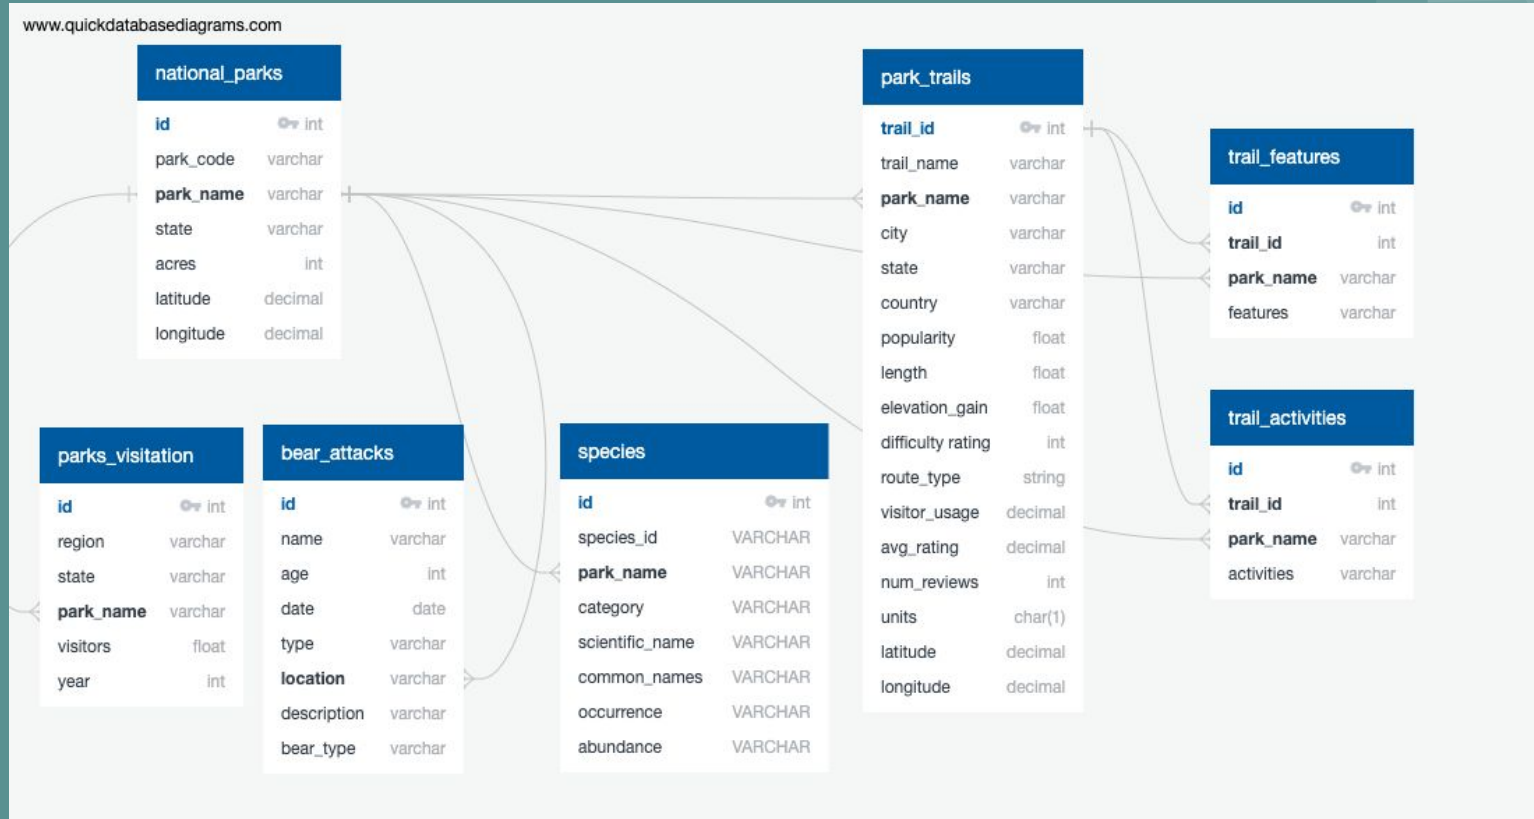 www.quickdatabasediagrams.com
national_parks
id int
park_code varchar
park_name varchar
state varchar
acres int
latitude decimal
longitude decimal
park_trails
trail_id int
trail_name varchar
park_name varchar
city varchar
state varchar
country varchar
popularity float
length float
elevation_gain float
difficulty rating int
route_type string
visitor_usage decimal
avg_rating decimal
num_reviews int
units char(1)
latitude decimal
longitude decimal
trail_features
id int
trail_id int
park_name varchar
features varchar
trail_activities
id int
trail_id int
park_name varchar
activities varchar
parks_visitation
id int
region varchar
state varchar
park_name varchar
visitors float
year int
bear_attacks
id int
name varchar
age int
date date
type varchar
location varchar
description varchar
bear_type varchar
species
id int
species_id VARCHAR
park_name VARCHAR
category VARCHAR
scientific_name VARCHAR
common_names VARCHAR
occurrence VARCHAR
abundance VARCHAR